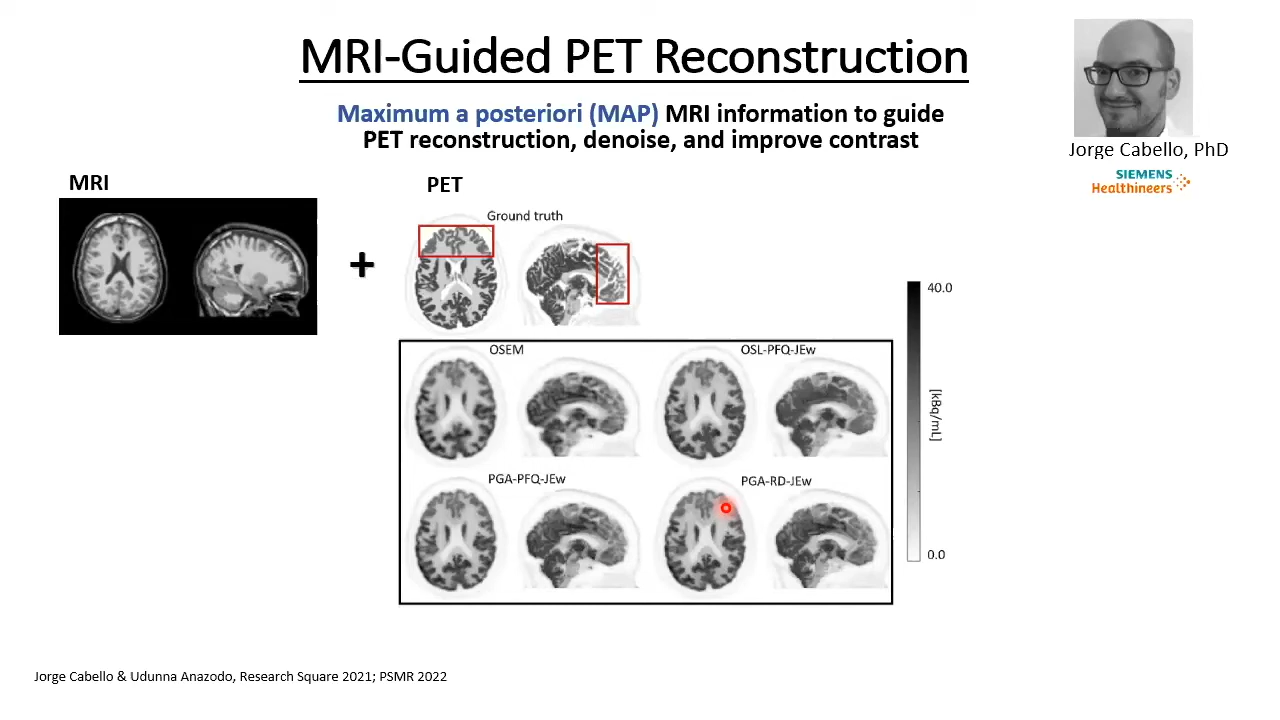 MRI-Guided PET Reconstruction
Maximum a posteriori (MAP) MRI information to guide
PET reconstruction, denoise, and improve contrast
Jorge Cabello, PhD
SIEMENS
Healthineers
MRI
PET
Ground truth
+
OSEM
OSL-PFQ-JEw
PGA-PFQ-JEw
PGA-RD-JEw
40.0
[kBq/mL]
0.0
Jorge Cabello & Udunna Anazodo, Research Square 2021; PSMR 2022